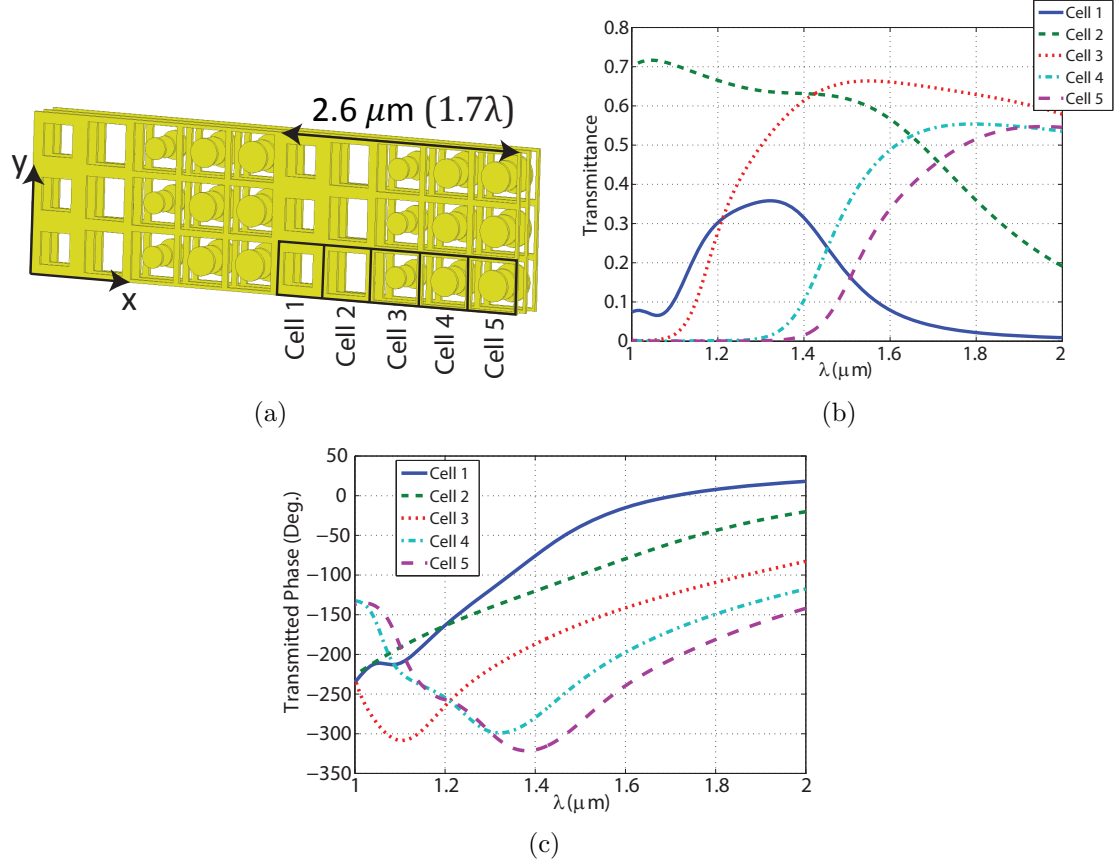 2.6 μm (1.7λ)
y
x
Cell 1
Cell 2
Cell 3
Cell 4
Cell 5
(a)
Cell 1
Cell 2
Cell 3
Cell 4
Cell 5
0.8
0.7
0.6
0.5
0.4
0.3
0.2
0.1
0
Transmittance
1 1.2 1.4 1.6 1.8 2
λ(μm)
(b)
50
0
−50
−100
−150
−200
−250
−300
−350
Transmitted Phase (Deg.)
Cell 1
Cell 2
Cell 3
Cell 4
Cell 5
1 1.2 1.4 1.6 1.8 2
λ(μm)
(c)